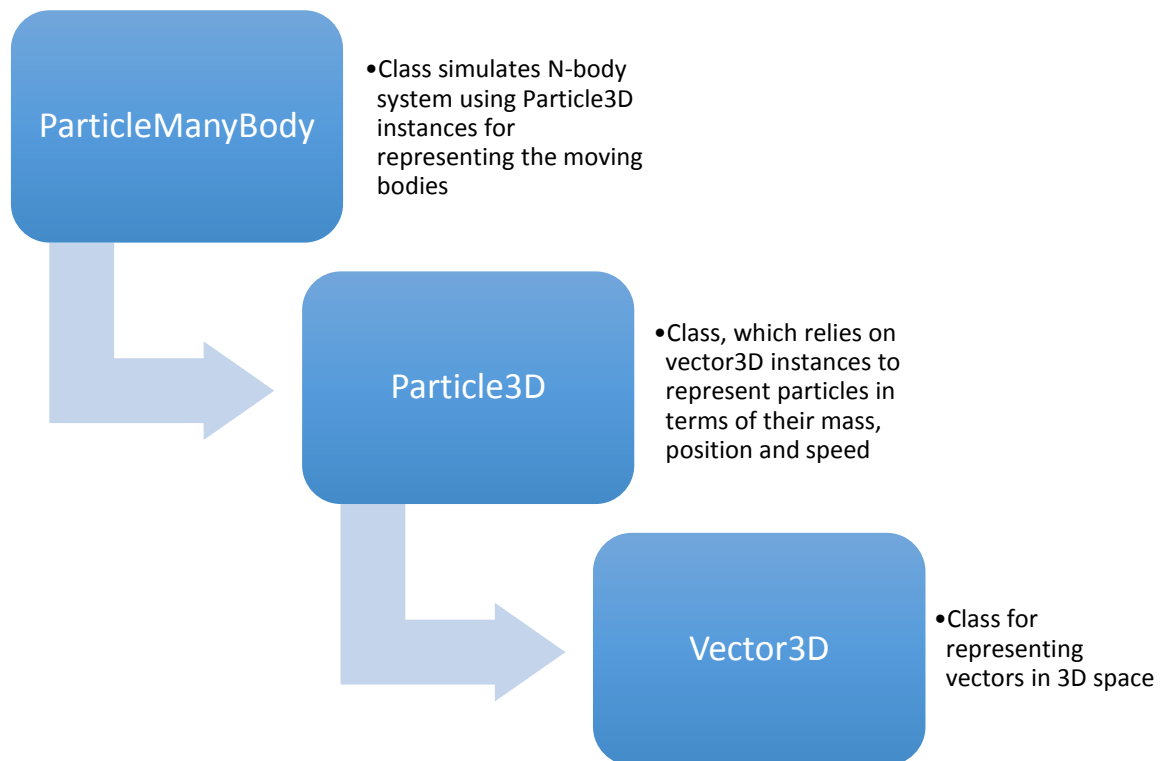 ParticleManyBody
•Class simulates N-body
system using Particle3D
instances for
representing the moving
bodies
Particle3D
•Class, which relies on
vector3D instances to
represent particles in
terms of their mass,
position and speed
Vector3D
•Class for
representing
vectors in 3D space